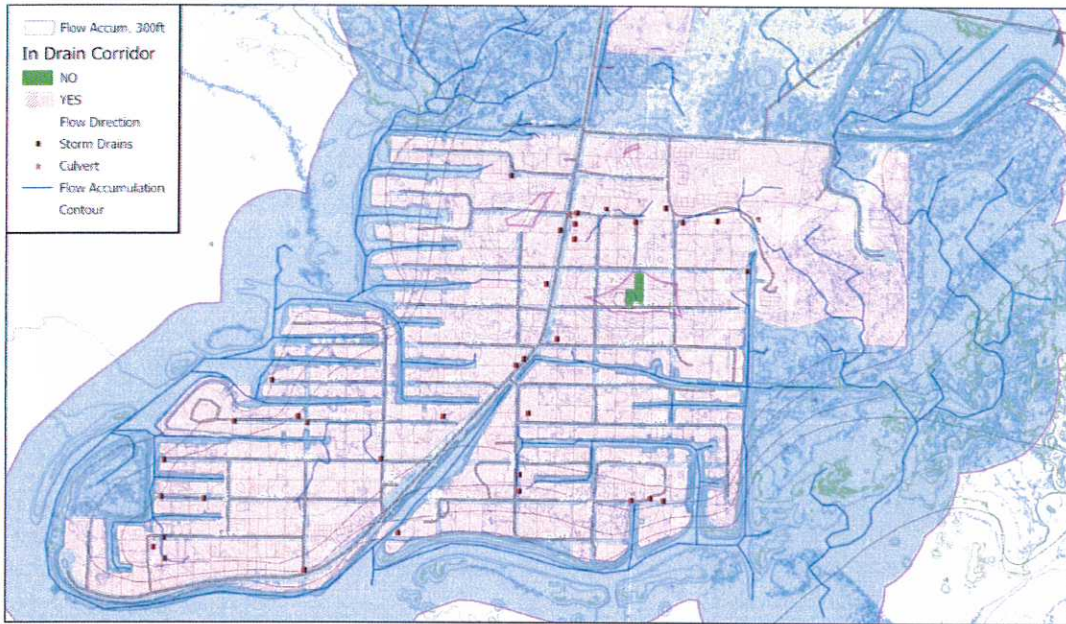 Flow Accum. 300ft
In Drain Corridor
NO
YES
Flow Direction
Storm Drains
Culvert
Flow Accumulation
Contour